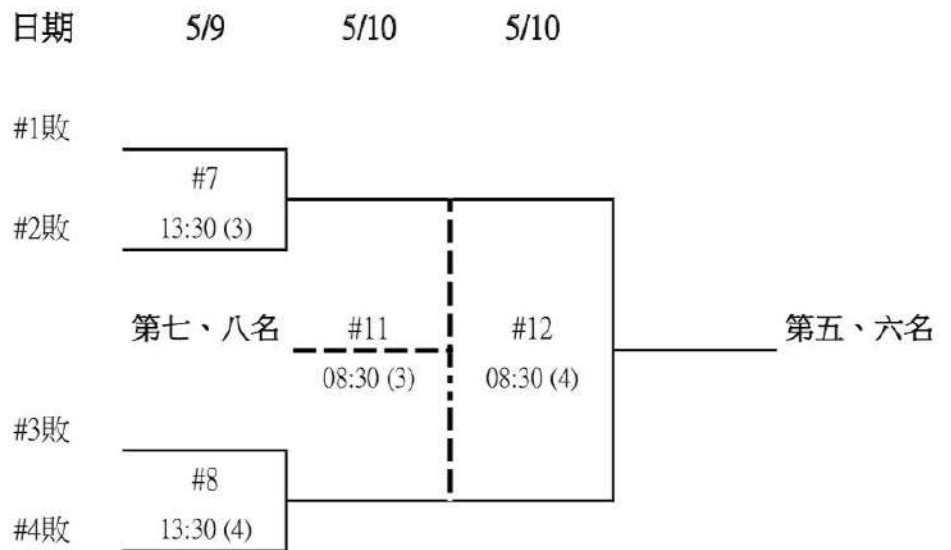 日期 5/9 5/10 5/10
#1敗
#7
#2敗 13:30 (3)
第七、八名 #11 #12 第五、六名
08:30 (3) 08:30 (4)
#3敗
#8
#4敗 13:30 (4)